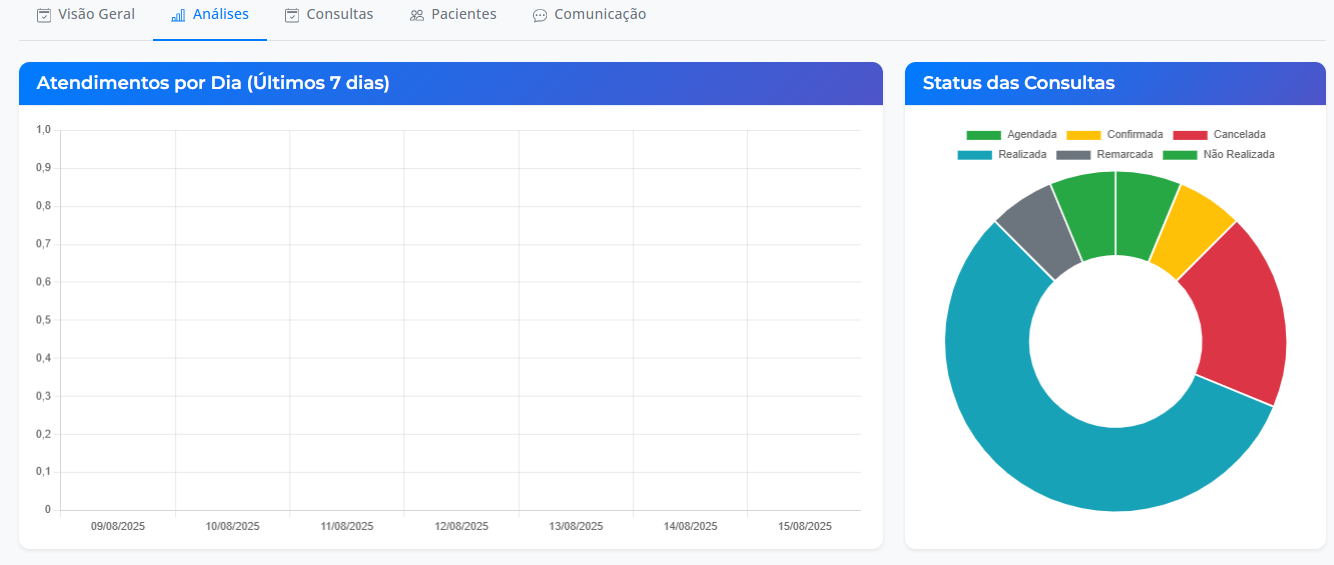 Visão Geral Análises Consultas Pacientes Comunicação
Atendimentos por Dia (Últimos 7 dias)
1,0
0,9
0,8
0,7
0,6
0,5
0,4
0,3
0,2
0,1
0
09/08/2025 10/08/2025 11/08/2025 12/08/2025 13/08/2025 14/08/2025 15/08/2025
Status das Consultas
Agendada Confirmada Cancelada
Realizada Remarcada Não Realizada